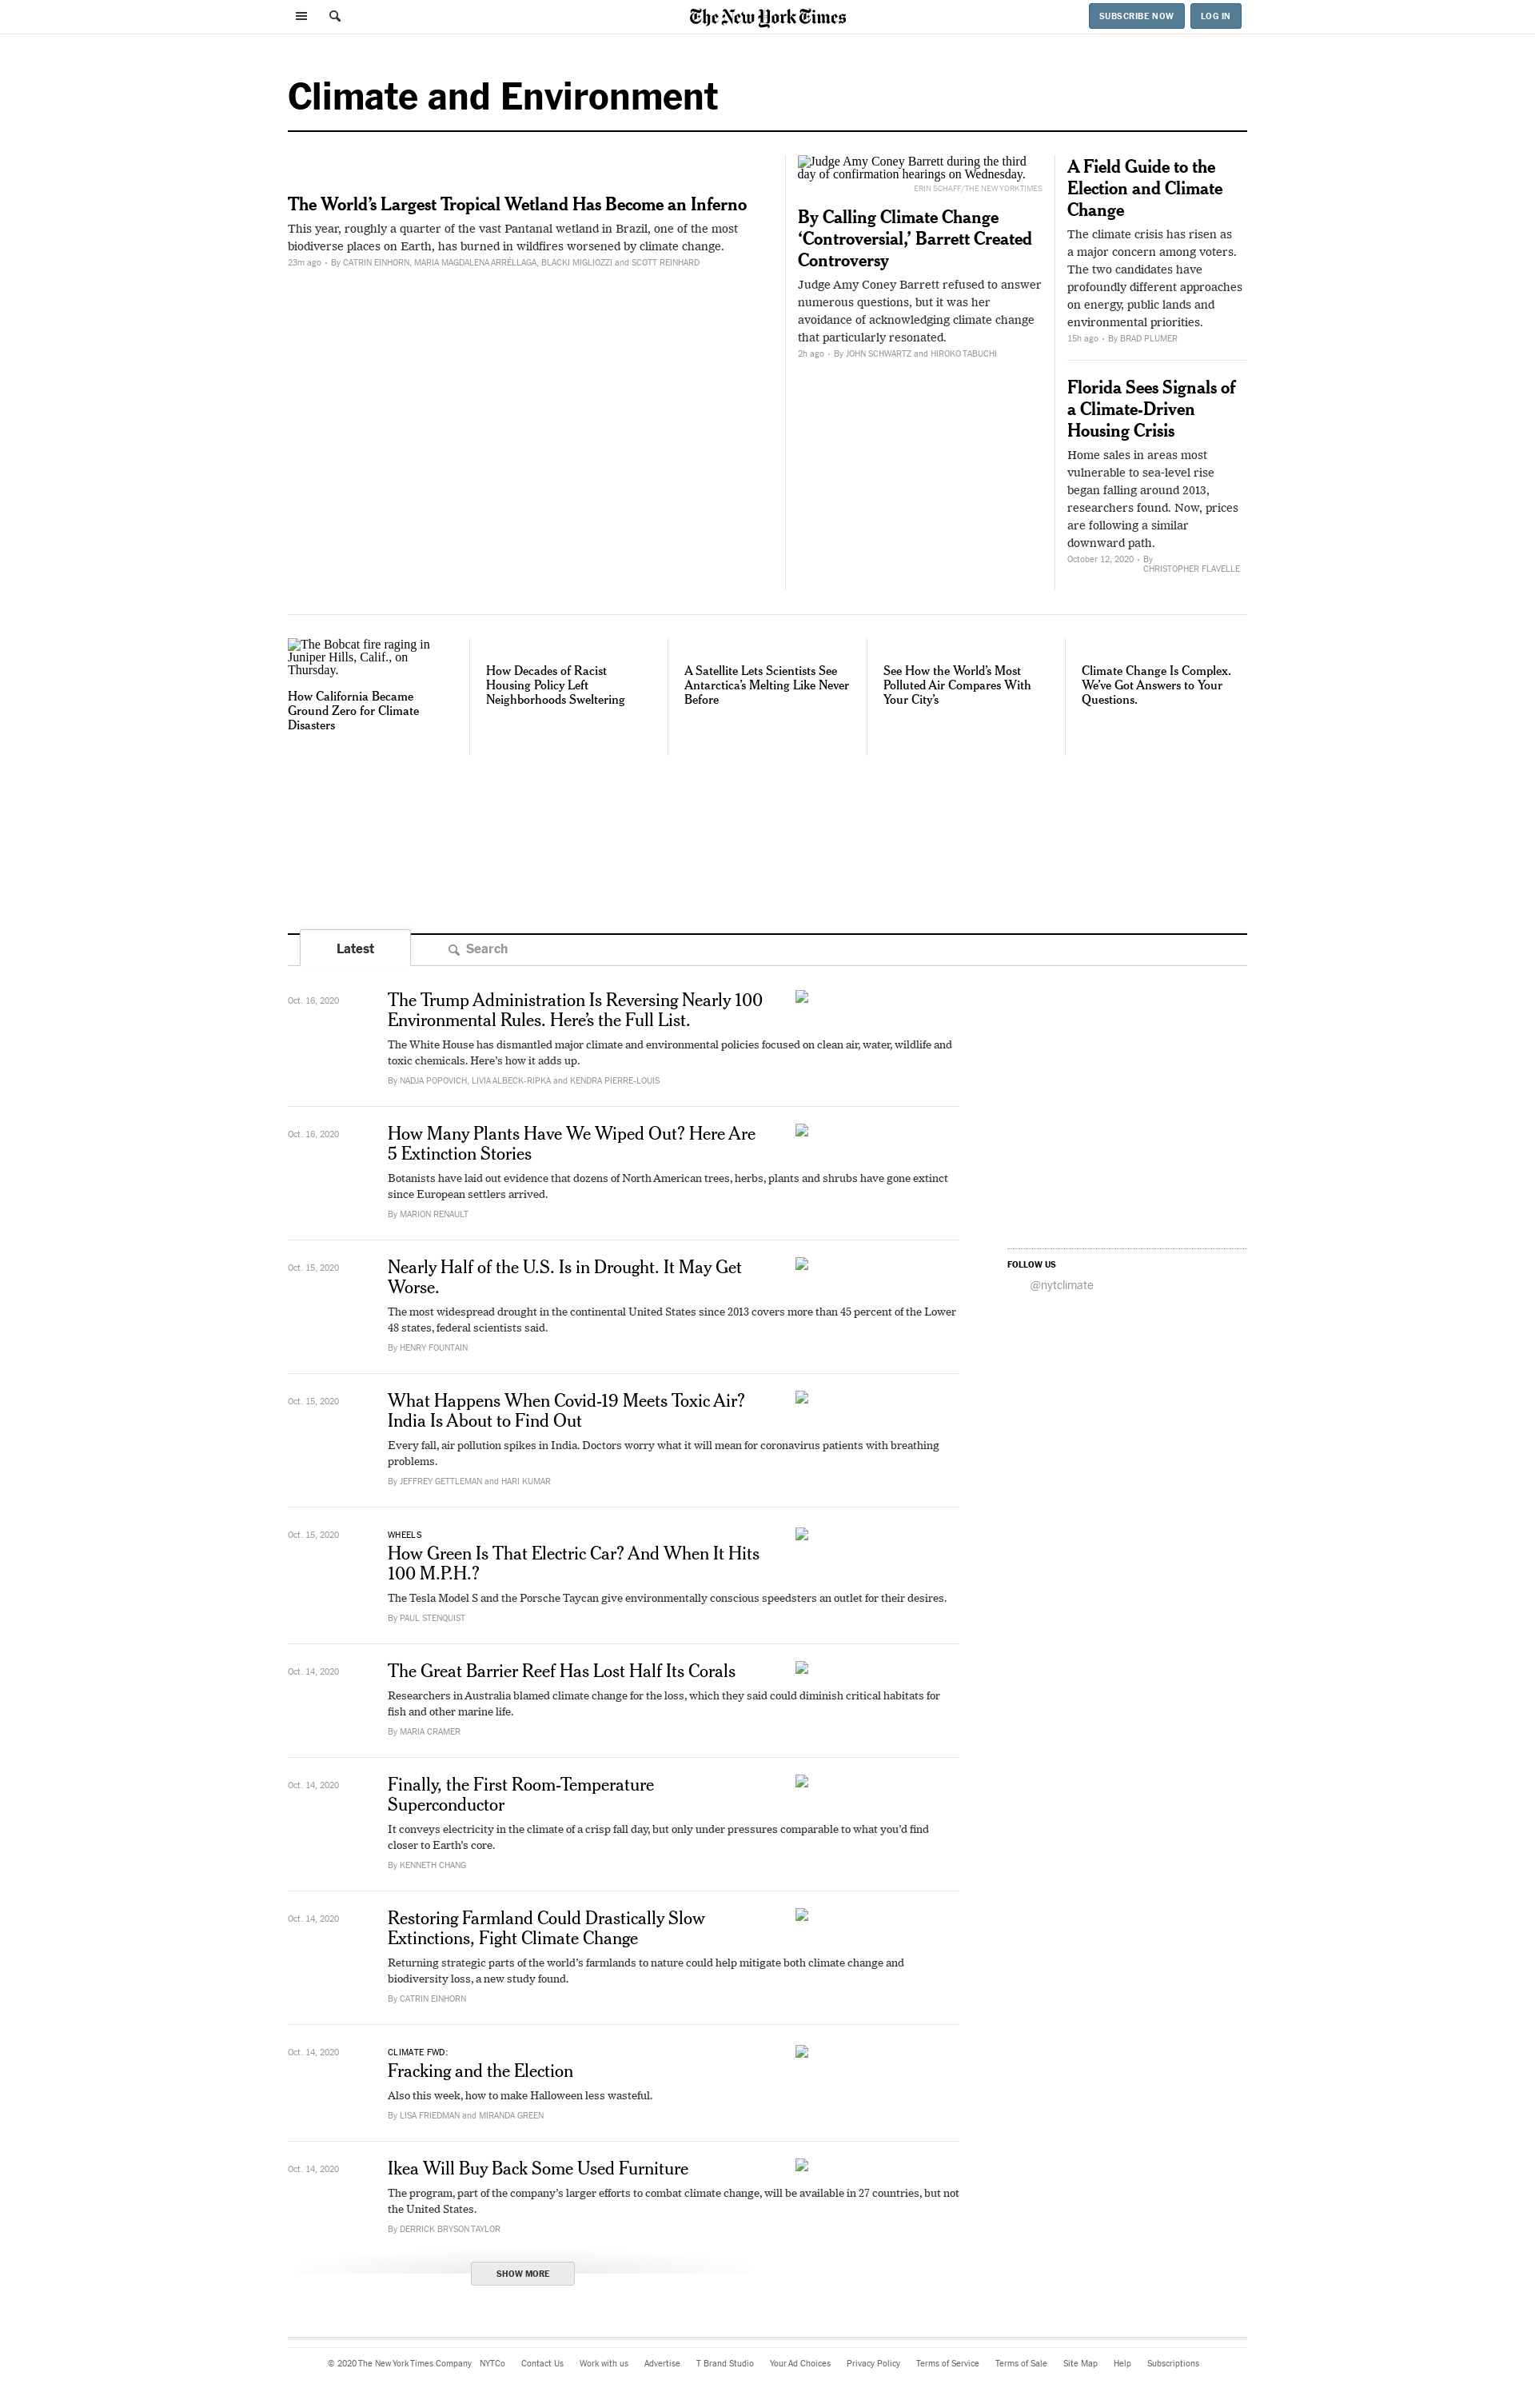 The New York Times
SUBSCRIBE NOW
LOG IN
Climate and Environment
The World’s Largest Tropical Wetland Has Become an Inferno
This year, roughly a quarter of the vast Pantanal wetland in Brazil, one of the most
biodiverse places on Earth, has burned in wildfires worsened by climate change.
23m ago • By CATRIN EINHORN, MARIA MAGDALENA ARRÉLLAGA, BLACKI MIGLIOZZI and SCOTT REINHARD
Judge Amy Coney Barrett during the third
day of confirmation hearings on Wednesday.
ERIN SCHAFF/THE NEW YORK TIMES
By Calling Climate Change
‘Controversial,’ Barrett Created
Controversy
Judge Amy Coney Barrett refused to answer
numerous questions, but it was her
avoidance of acknowledging climate change
that particularly resonated.
2h ago • By JOHN SCHWARTZ and HIROKO TABUCHI
A Field Guide to the
Election and Climate
Change
The climate crisis has risen as
a major concern among voters.
The two candidates have
profoundly different approaches
on energy, public lands and
environmental priorities.
15h ago • By BRAD PLUMER
Florida Sees Signals of
a Climate-Driven
Housing Crisis
Home sales in areas most
vulnerable to sea-level rise
began falling around 2013,
researchers found. Now, prices
are following a similar
downward path.
October 12, 2020 • By
CHRISTOPHER FLAVELLE
The Bobcat fire raging in
Juniper Hills, Calif., on
Thursday.
How California Became
Ground Zero for Climate
Disasters
How Decades of Racist
Housing Policy Left
Neighborhoods Sweltering
A Satellite Lets Scientists See
Antarctica’s Melting Like Never
Before
See How the World’s Most
Polluted Air Compares With
Your City’s
Climate Change Is Complex.
We’ve Got Answers to Your
Questions.
Latest
Search
Oct. 16, 2020
The Trump Administration Is Reversing Nearly 100
Environmental Rules. Here’s the Full List.
The White House has dismantled major climate and environmental policies focused on clean air, water, wildlife and
toxic chemicals. Here’s how it adds up.
By NADJA POPOVICH, LIVIA ALBECK-RIPKA and KENDRA PIERRE-LOUIS
Oct. 16, 2020
How Many Plants Have We Wiped Out? Here Are
5 Extinction Stories
Botanists have laid out evidence that dozens of North American trees, herbs, plants and shrubs have gone extinct
since European settlers arrived.
By MARION RENAULT
FOLLOW US
@nytclimate
Oct. 15, 2020
Nearly Half of the U.S. Is in Drought. It May Get
Worse.
The most widespread drought in the continental United States since 2013 covers more than 45 percent of the Lower
48 states, federal scientists said.
By HENRY FOUNTAIN
Oct. 15, 2020
What Happens When Covid-19 Meets Toxic Air?
India Is About to Find Out
Every fall, air pollution spikes in India. Doctors worry what it will mean for coronavirus patients with breathing
problems.
By JEFFREY GETTLEMAN and HARI KUMAR
Oct. 15, 2020
WHEELS
How Green Is That Electric Car? And When It Hits
100 M.P.H.?
The Tesla Model S and the Porsche Taycan give environmentally conscious speedsters an outlet for their desires.
By PAUL STENQUIST
Oct. 14, 2020
The Great Barrier Reef Has Lost Half Its Corals
Researchers in Australia blamed climate change for the loss, which they said could diminish critical habitats for
fish and other marine life.
By MARIA CRAMER
Oct. 14, 2020
Finally, the First Room-Temperature
Superconductor
It conveys electricity in the climate of a crisp fall day, but only under pressures comparable to what you’d find
closer to Earth’s core.
By KENNETH CHANG
Oct. 14, 2020
Restoring Farmland Could Drastically Slow
Extinctions, Fight Climate Change
Returning strategic parts of the world’s farmlands to nature could help mitigate both climate change and
biodiversity loss, a new study found.
By CATRIN EINHORN
Oct. 14, 2020
CLIMATE FWD:
Fracking and the Election
Also this week, how to make Halloween less wasteful.
By LISA FRIEDMAN and MIRANDA GREEN
Oct. 14, 2020
Ikea Will Buy Back Some Used Furniture
The program, part of the company’s larger efforts to combat climate change, will be available in 27 countries, but not
the United States.
By DERRICK BRYSON TAYLOR
SHOW MORE
© 2020 The New York Times Company NYTCo Contact Us Work with us Advertise T Brand Studio Your Ad Choices Privacy Policy Terms of Service Terms of Sale Site Map Help Subscriptions